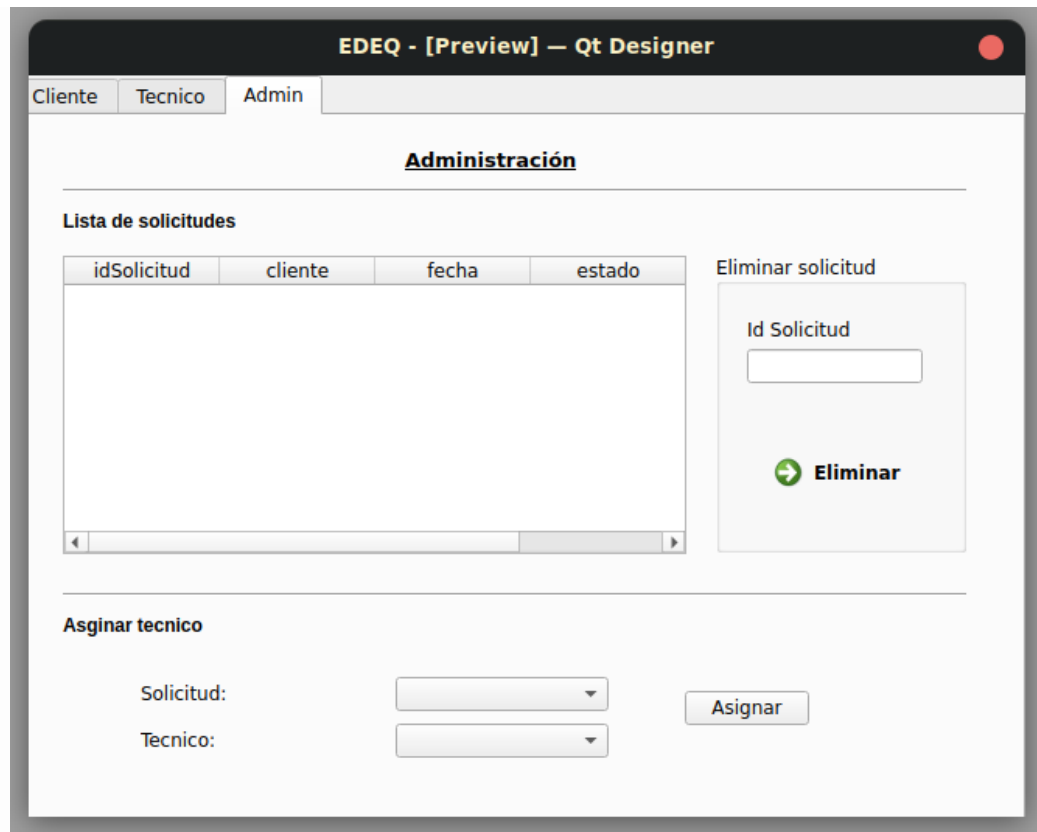 EDEQ - [Preview] — Qt Designer
Cliente Tecnico Admin
Administración
Lista de solicitudes
idSolicitud cliente fecha estado
Eliminar solicitud
Id Solicitud
Eliminar
Asginar tecnico
Solicitud:
Asignar
Tecnico: